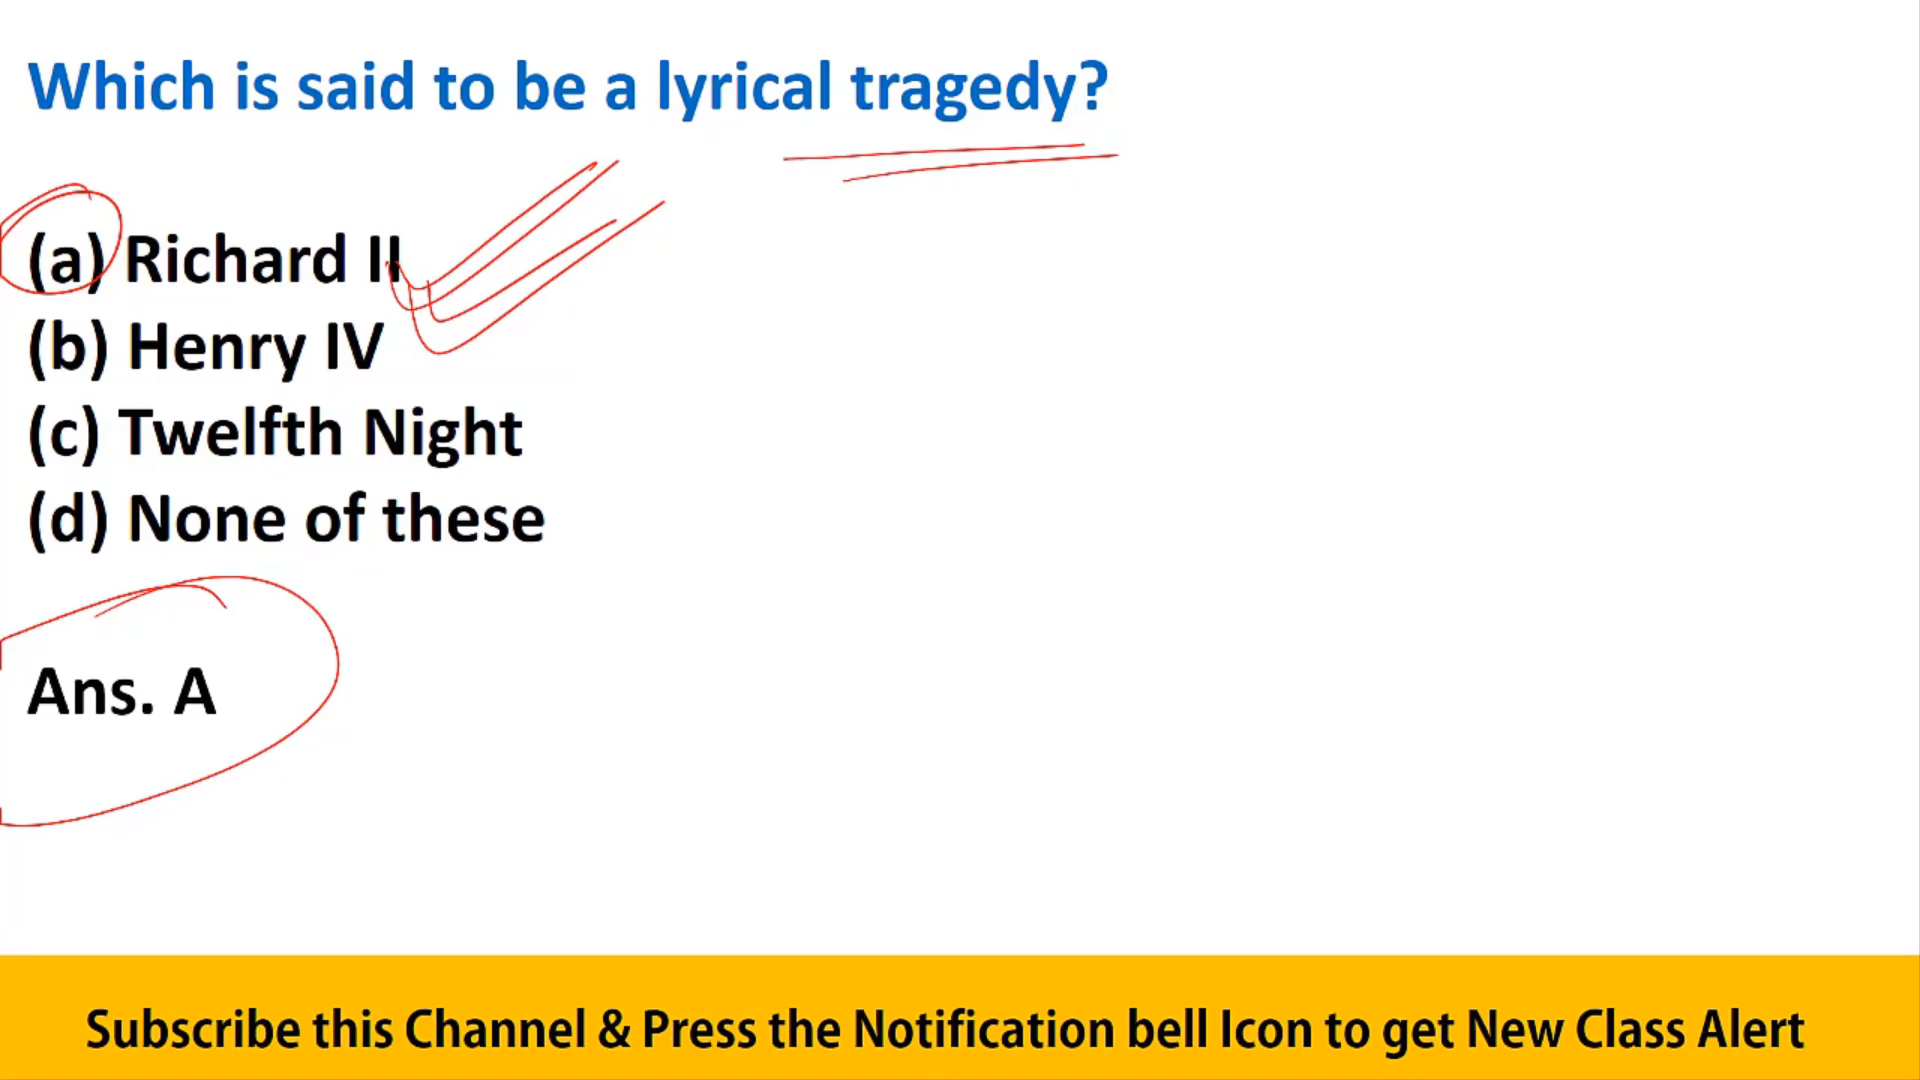 Which is said to be a lyrical tragedy?
(a) Richard II
(b) Henry IV
(c) Twelfth Night
(d) None of these
Ans. A
Subscribe this Channel & Press the Notification bell Icon to get New Class Alert